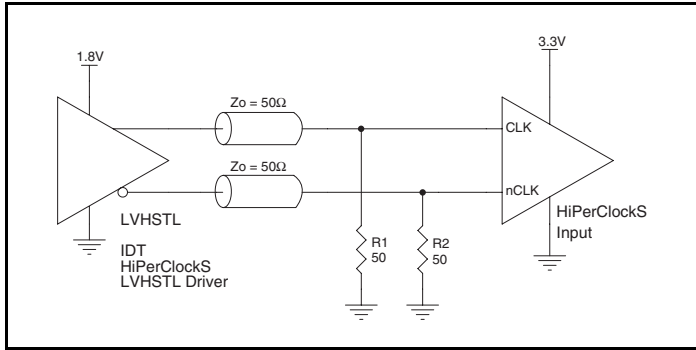 1.8V
3.3V
Zo = 50Ω
CLK
Zo = 50Ω
nCLK
LVHSTL
IDT
HiPerClockS
LVHSTL Driver
R1
50
R2
50
HiPerClockS
Input